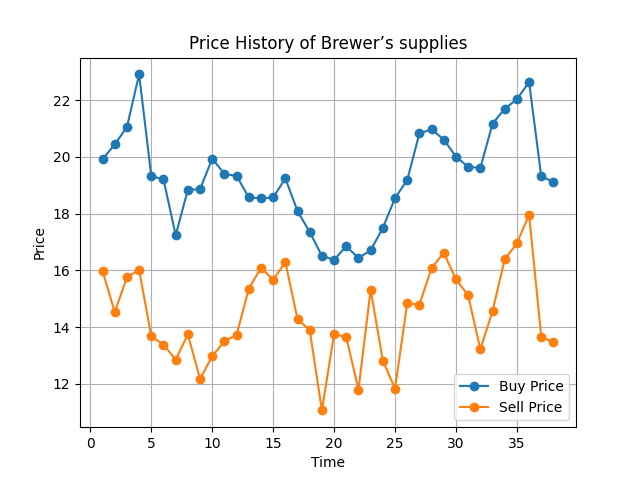 Price History of Brewer’s supplies
Price
22
20
18
16
14
12
0 5 10 15 20 25 30 35
Time
Buy Price
Sell Price